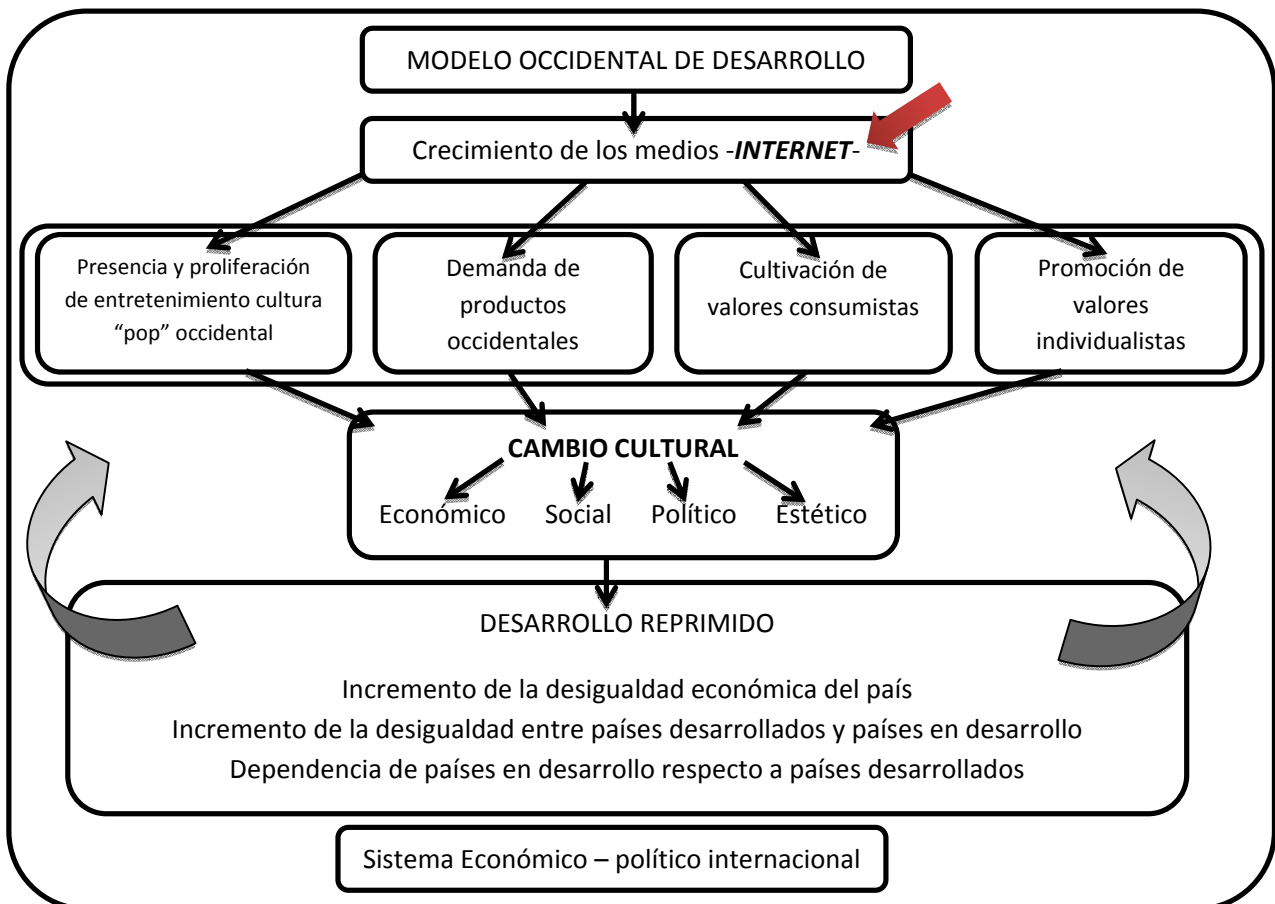 MODELO OCCIDENTAL DE DESARROLLO
Crecimiento de los medios -INTERNET-
Presencia y proliferación
de entretenimiento cultura
“pop” occidental
Demanda de
productos
occidentales
Cultivación de
valores consumistas
Promoción de
valores
individualistas
CAMBIO CULTURAL
Económico Social Político Estético
DESARROLLO REPRIMIDO
Incremento de la desigualdad económica del país
Incremento de la desigualdad entre países desarrollados y países en desarrollo
Dependencia de países en desarrollo respecto a países desarrollados
Sistema Económico – político internacional